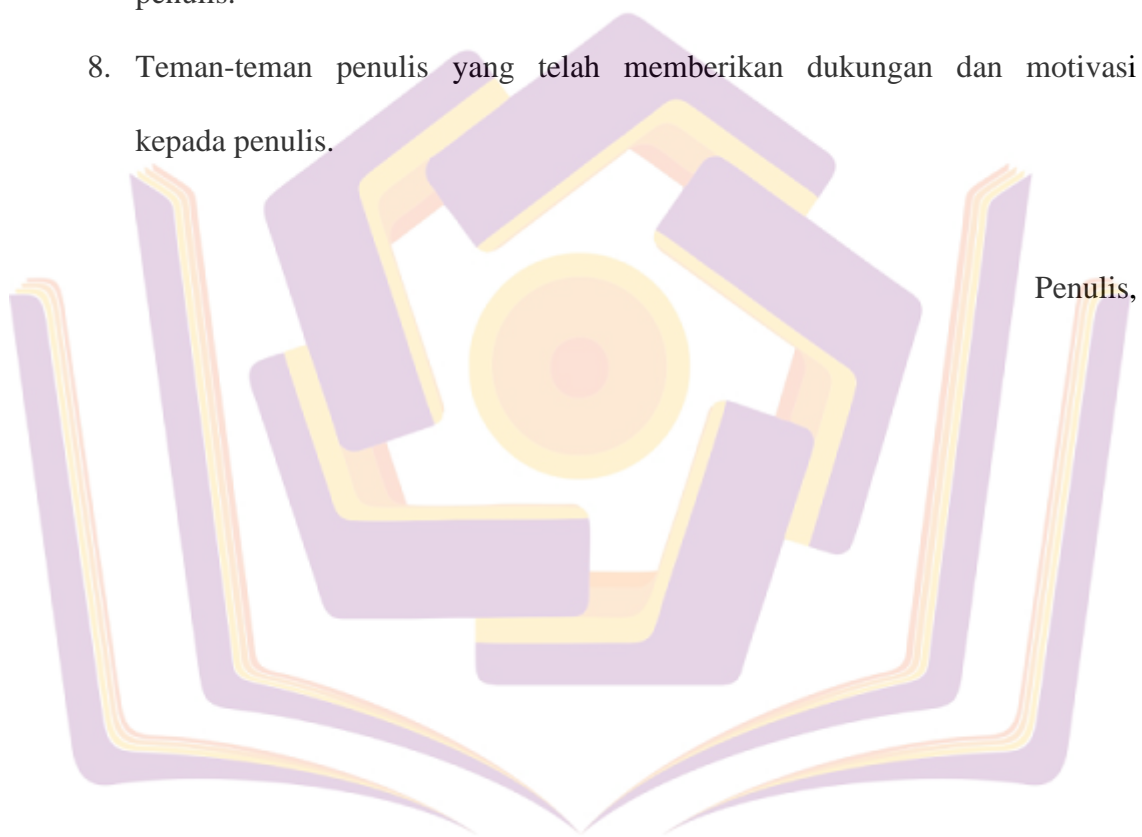 penulis.
8. Teman-teman penulis yang telah memberikan dukungan dan motivasi
kepada penulis.
Penulis,